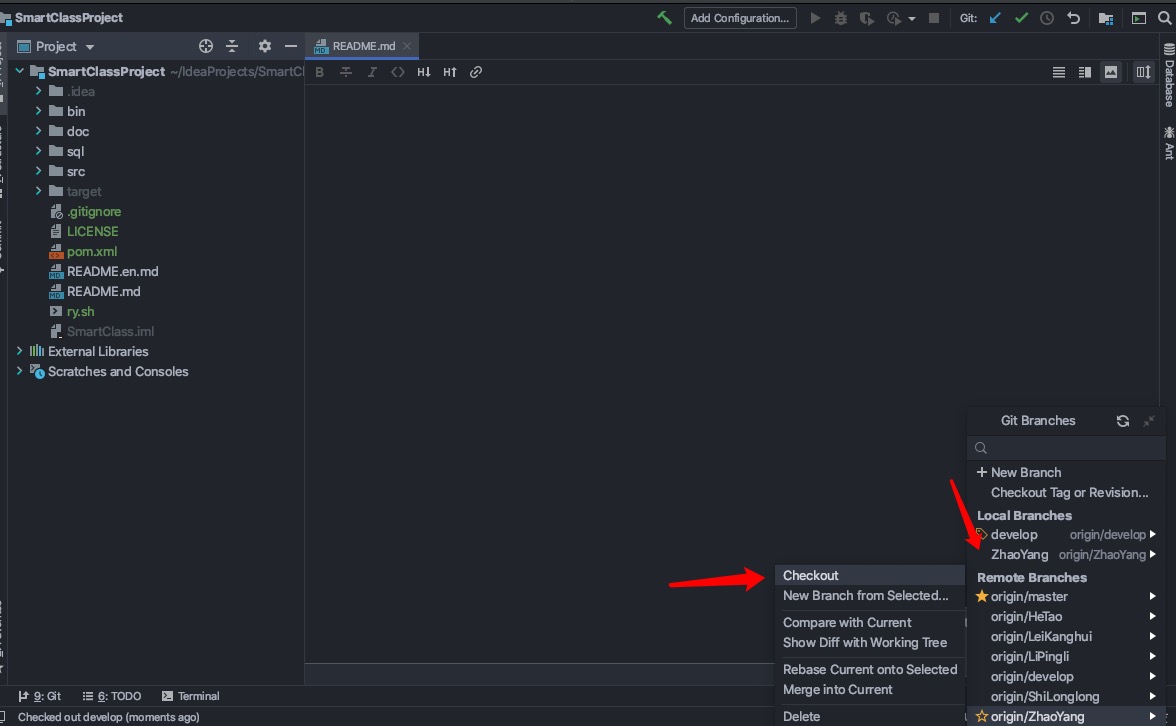 SmartClassProject
Add Configuration...
Git:
Project
README.md
SmartClassProject ~/IdeaProjects/SmartCl
B I H↓ H↑
.idea
bin
doc
sql
src
target
.gitignore
LICENSE
pom.xml
README.en.md
README.md
ry.sh
SmartClass.iml
External Libraries
Scratches and Consoles
Database
Ant
Git Branches
+ New Branch
Checkout Tag or Revision...
Local Branches
develop origin/develop
ZhaoYang origin/ZhaoYang
Remote Branches
origin/master
origin/HeTao
origin/LeiKanghui
origin/LiPingli
origin/develop
origin/ShiLonglong
origin/ZhaoYang
Checkout
New Branch from Selected...
Compare with Current
Show Diff with Working Tree
Rebase Current onto Selected
Merge into Current
Delete
9: Git
6: TODO
Terminal
Checked out develop (moments ago)